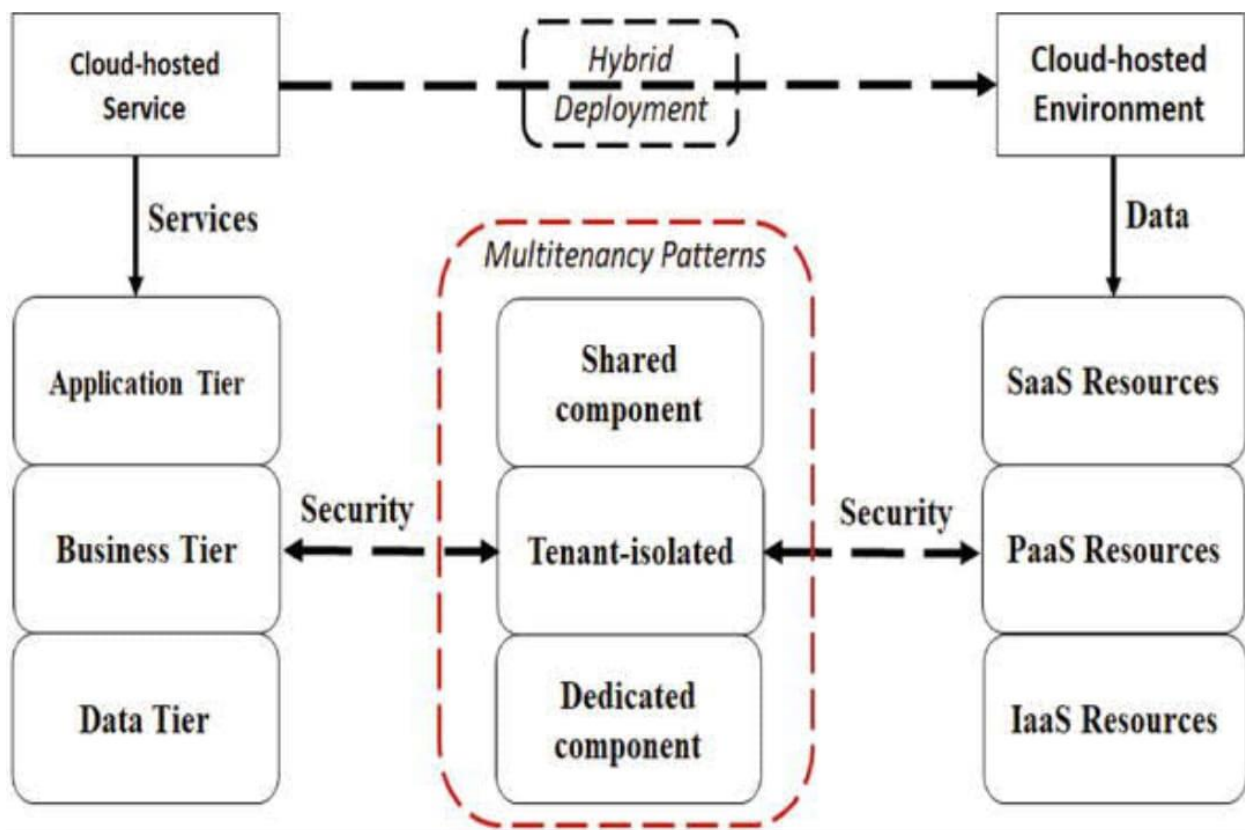 Cloud-hosted
Service
Hybrid
Deployment
Cloud-hosted
Environment
Services
Data
Multitenancy Patterns
Application Tier
Shared
component
SaaS Resources
Business Tier
Security
Tenant-isolated
Security
PaaS Resources
Data Tier
Dedicated
component
IaaS Resources